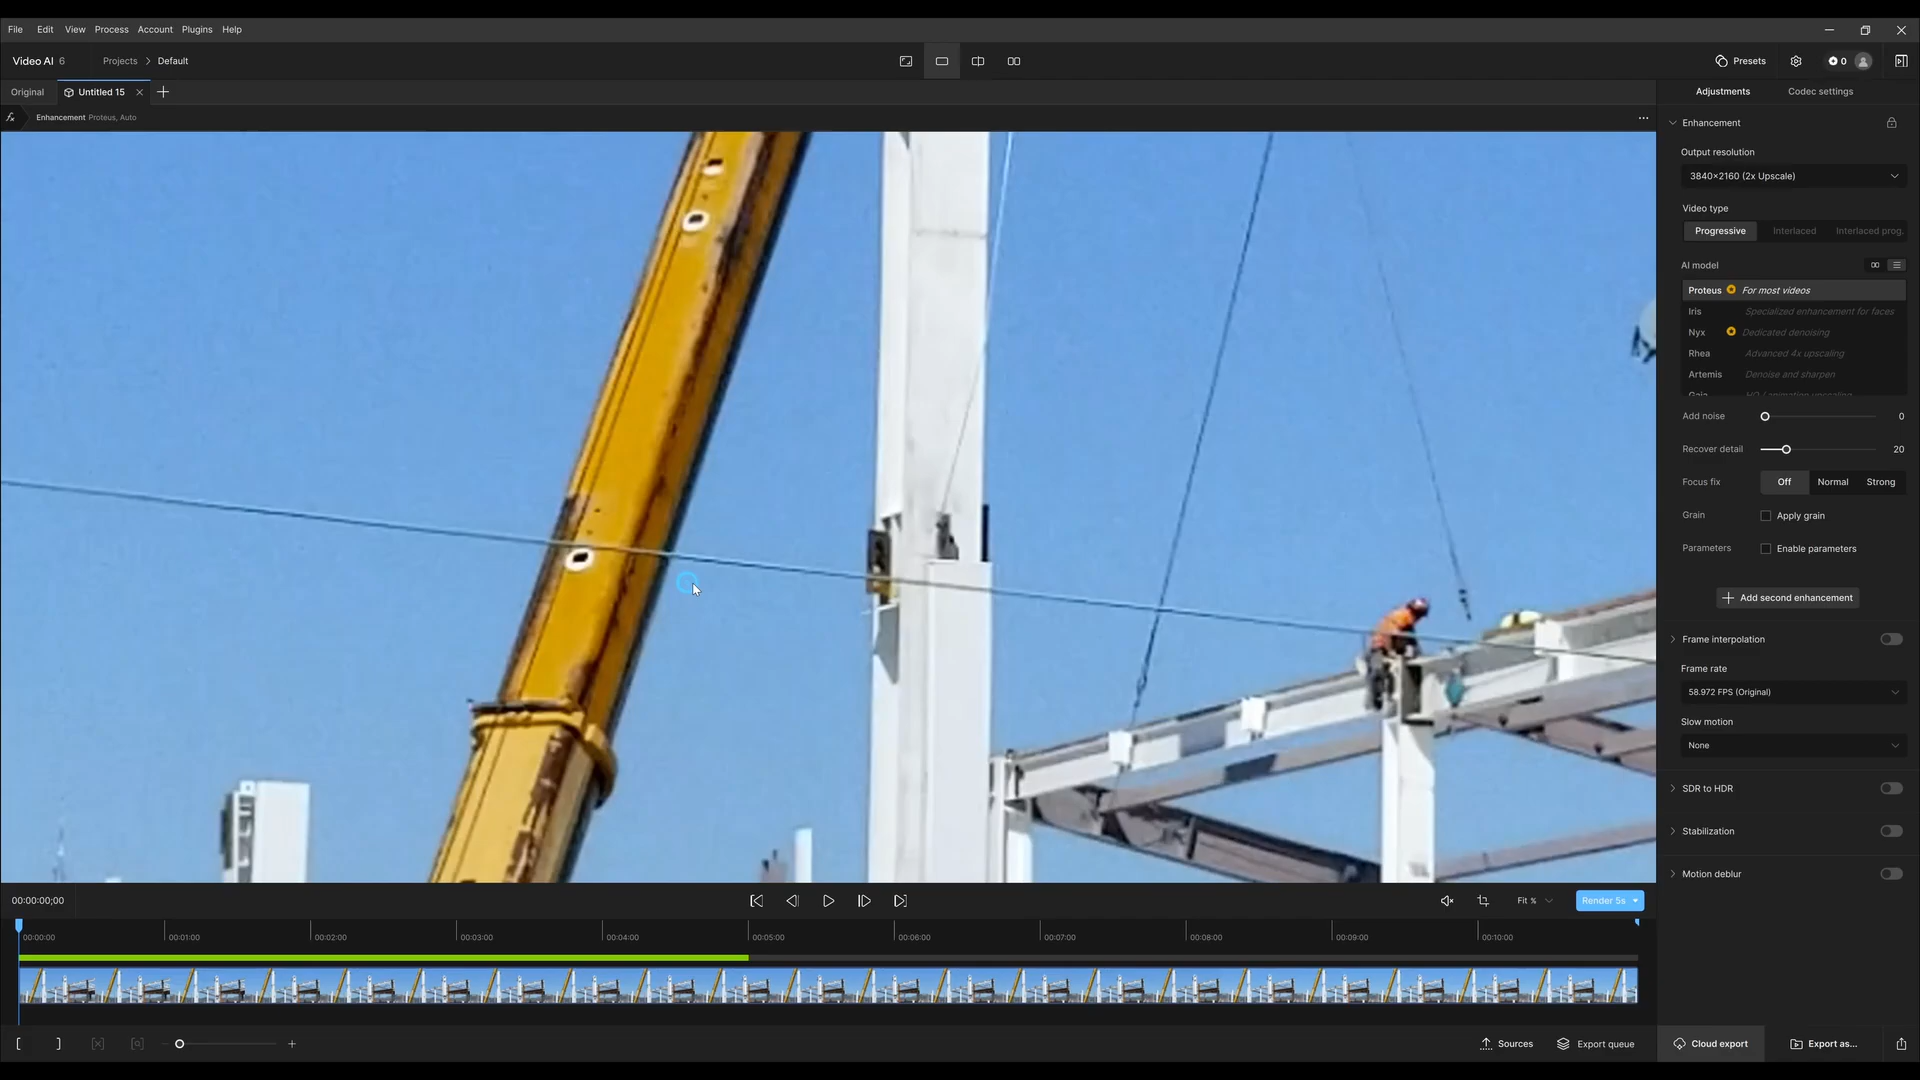 File Edit View Process Account Plugins Help
Video AI 6 Projects > Default Presets 0
Original Untitled 15 Adjustments Codec settings
fx Enhancement Proteus, Auto
Enhancement
Output resolution
3840×2160 (2x Upscale)
Video type
Progressive Interlaced Interlaced prog.
AI model
Proteus For most videos
Iris Specialized enhancement for faces
Nyx Dedicated denoising
Rhea Advanced 4x upscaling
Artemis Denoise and sharpen
Gaia HQ / animation upscaling
Add noise 0
Recover detail 20
Focus fix Off Normal Strong
Grain Apply grain
Parameters Enable parameters
Add second enhancement
Frame interpolation
Frame rate
58.972 FPS (Original)
Slow motion
None
SDR to HDR
Stabilization
Motion deblur
00:00:00;00 Fit % Render 5s
00:00:00 00:01:00 00:02:00 00:03:00 00:04:00 00:05:00 00:06:00 00:07:00 00:08:00 00:09:00 00:10:00
Sources Export queue Cloud export Export as...